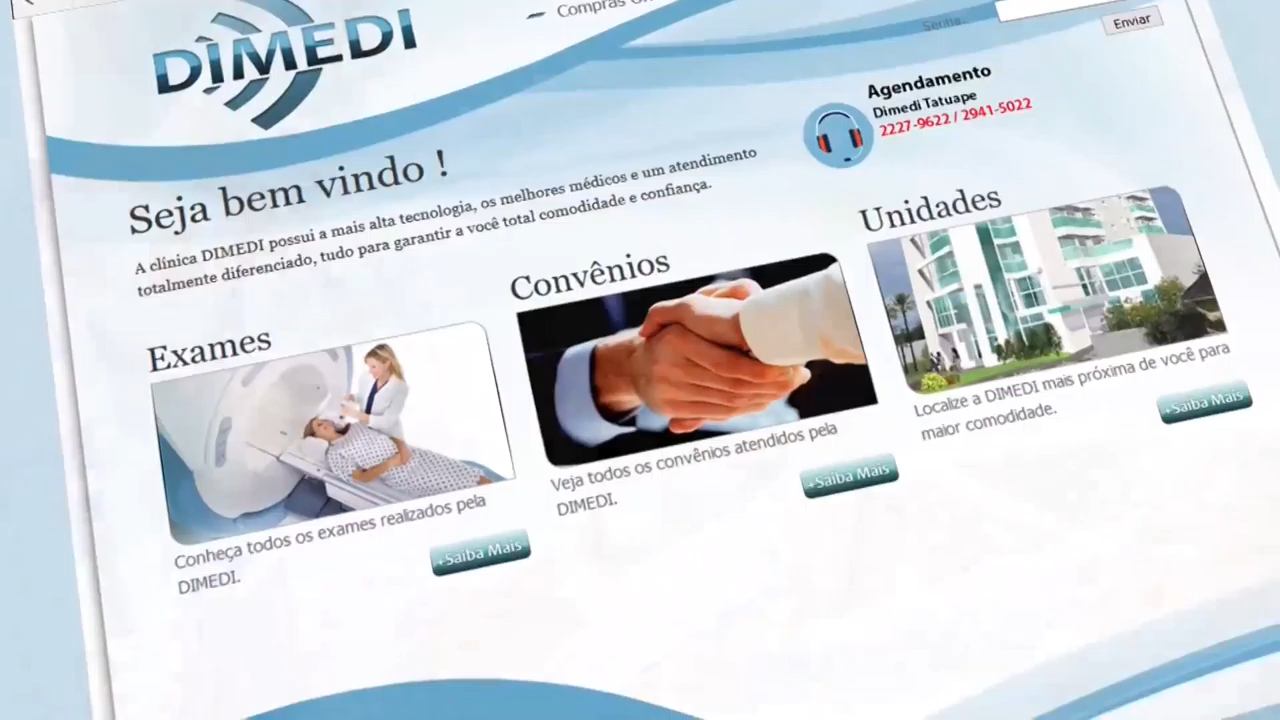 DIMEDI
Compras
Senha..
Enviar
Agendamento
Dimedi Tatuape
2227-9622 / 2941-5022
Seja bem vindo !
A clínica DIMEDI possui a mais alta tecnologia, os melhores médicos e um atendimento
totalmente diferenciado, tudo para garantir a você total comodidade e confiança.
Exames
Conheça todos os exames realizados pela
DIMEDI.
+Saiba Mais
Convênios
Veja todos os convênios atendidos pela
DIMEDI.
+Saiba Mais
Unidades
Localize a DIMEDI mais próxima de você para
maior comodidade.
+Saiba Mais